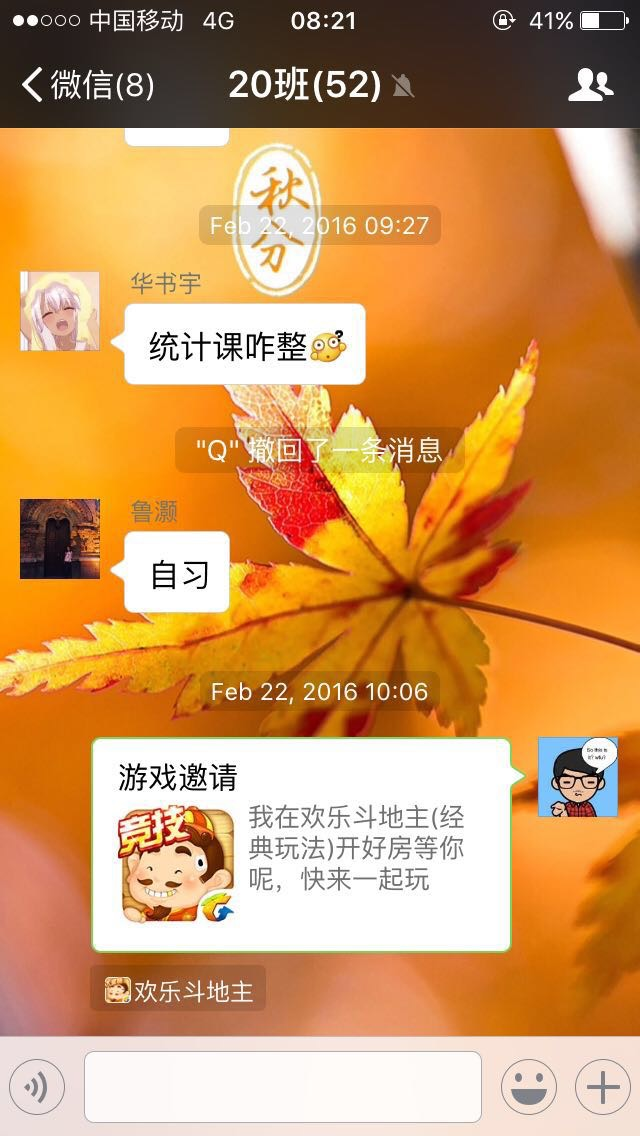 中国移动 4G 08:21 41%
微信(8) 20班(52)
秋分
Feb 22, 2016 09:27
华书宇
统计课咋整
"Q" 撤回了一条消息
鲁灏
自习
Feb 22, 2016 10:06
游戏邀请
So this is
竞技
我在欢乐斗地主(经
典玩法)开好房等你
呢，快来一起玩
欢乐斗地主